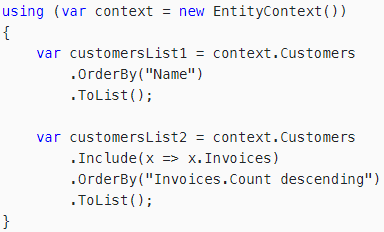 using (var context = new EntityContext())
{
    var customersList1 = context.Customers
        .OrderBy("Name")
        .ToList();

    var customersList2 = context.Customers
        .Include(x => x.Invoices)
        .OrderBy("Invoices.Count descending")
        .ToList();
}